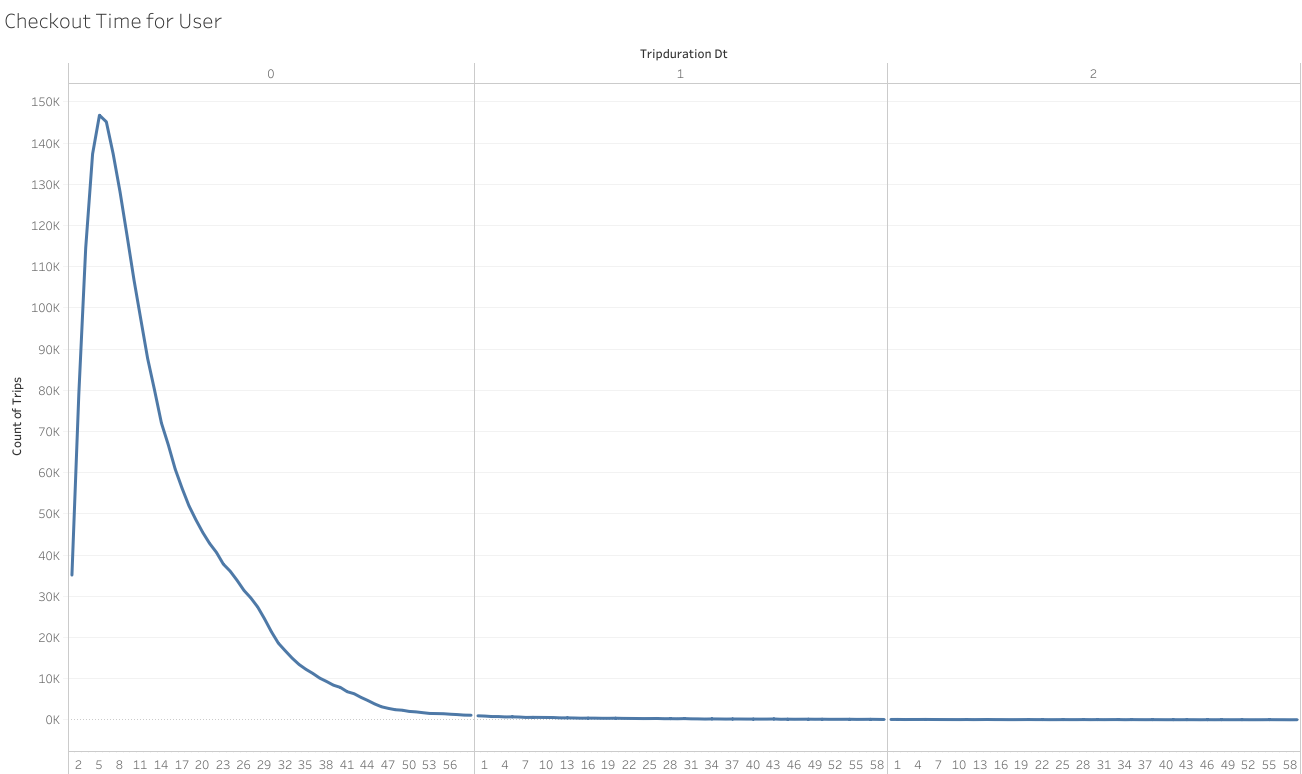 Checkout Time for User
Tripduration Dt
0 1 2
150K
140K
130K
120K
110K
100K
90K
80K
70K
60K
50K
40K
30K
20K
10K
0K
Count of Trips
2 5 8 11 14 17 20 23 26 29 32 35 38 41 44 47 50 53 56 1 4 7 10 13 16 19 22 25 28 31 34 37 40 43 46 49 52 55 58 1 4 7 10 13 16 19 22 25 28 31 34 37 40 43 46 49 52 55 58